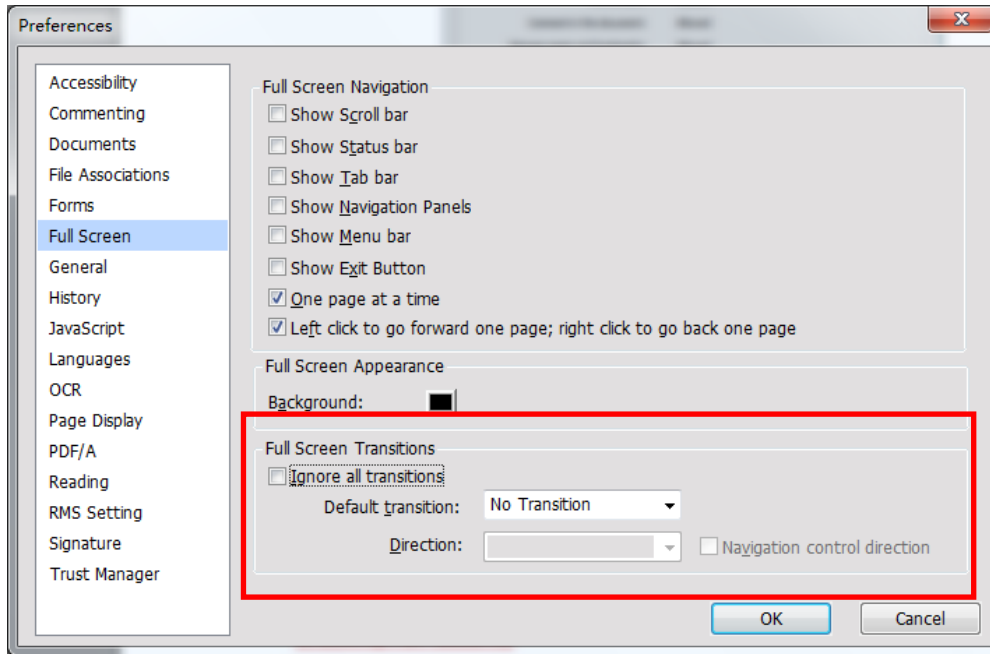 Preferences
Accessibility
Commenting
Documents
File Associations
Forms
Full Screen
General
History
JavaScript
Languages
OCR
Page Display
PDF/A
Reading
RMS Setting
Signature
Trust Manager
Full Screen Navigation
Show Scroll bar
Show Status bar
Show Tab bar
Show Navigation Panels
Show Menu bar
Show Exit Button
One page at a time
Left click to go forward one page; right click to go back one page
Full Screen Appearance
Background:
Full Screen Transitions
Ignore all transitions
Default transition: No Transition
Direction: Navigation control direction
OK Cancel